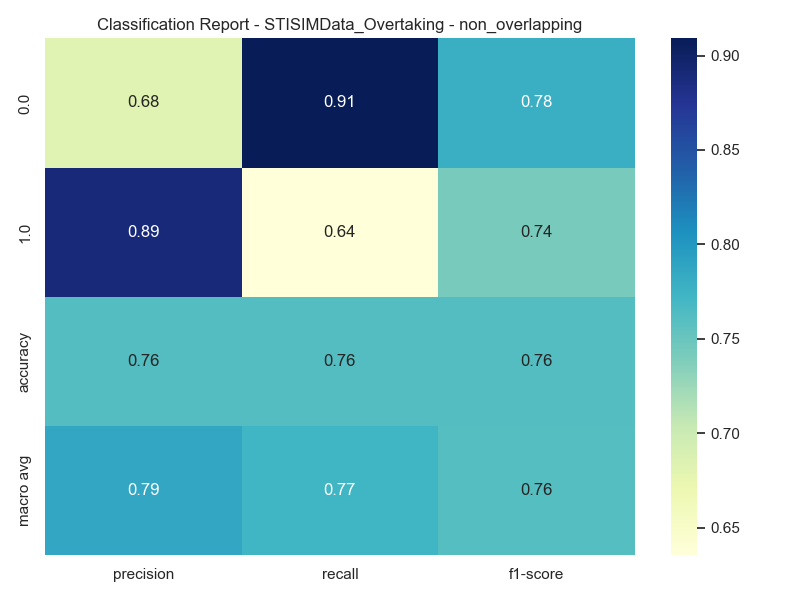 Classification Report - STISIMData_Overtaking - non_overlapping
0.0 0.68 0.91 0.78
1.0 0.89 0.64 0.74
accuracy 0.76 0.76 0.76
macro avg 0.79 0.77 0.76
precision recall f1-score
0.90
0.85
0.80
0.75
0.70
0.65